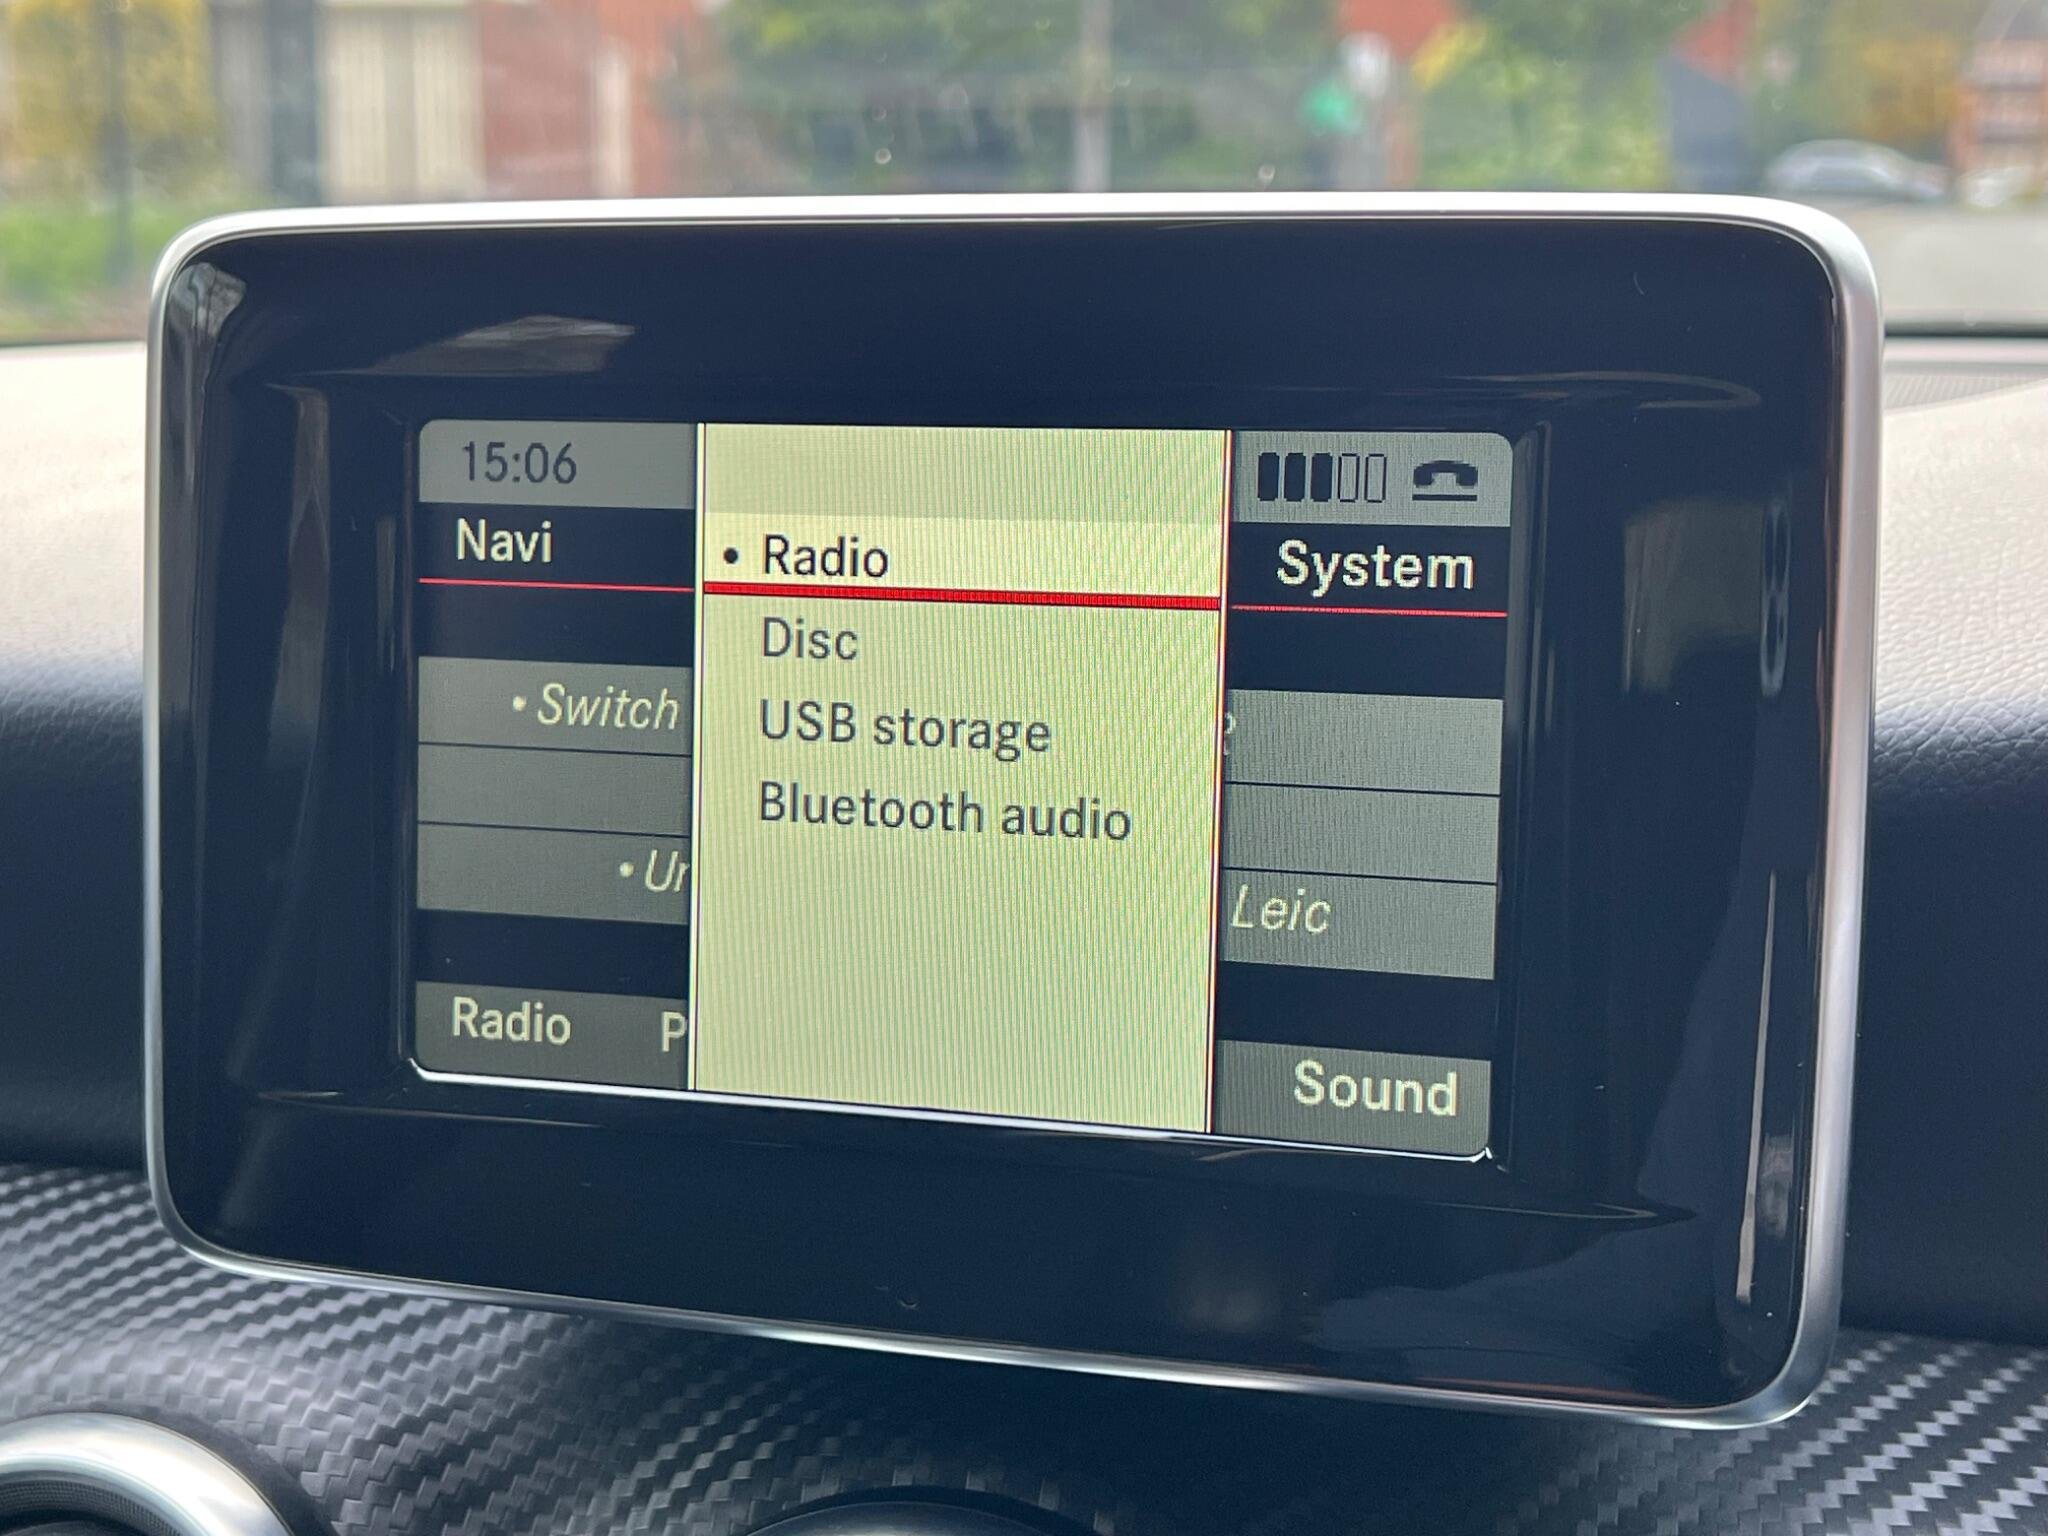 15:06
Navi
System
• Radio
Disc
USB storage
Bluetooth audio
• Switch
Leic
Radio
Sound